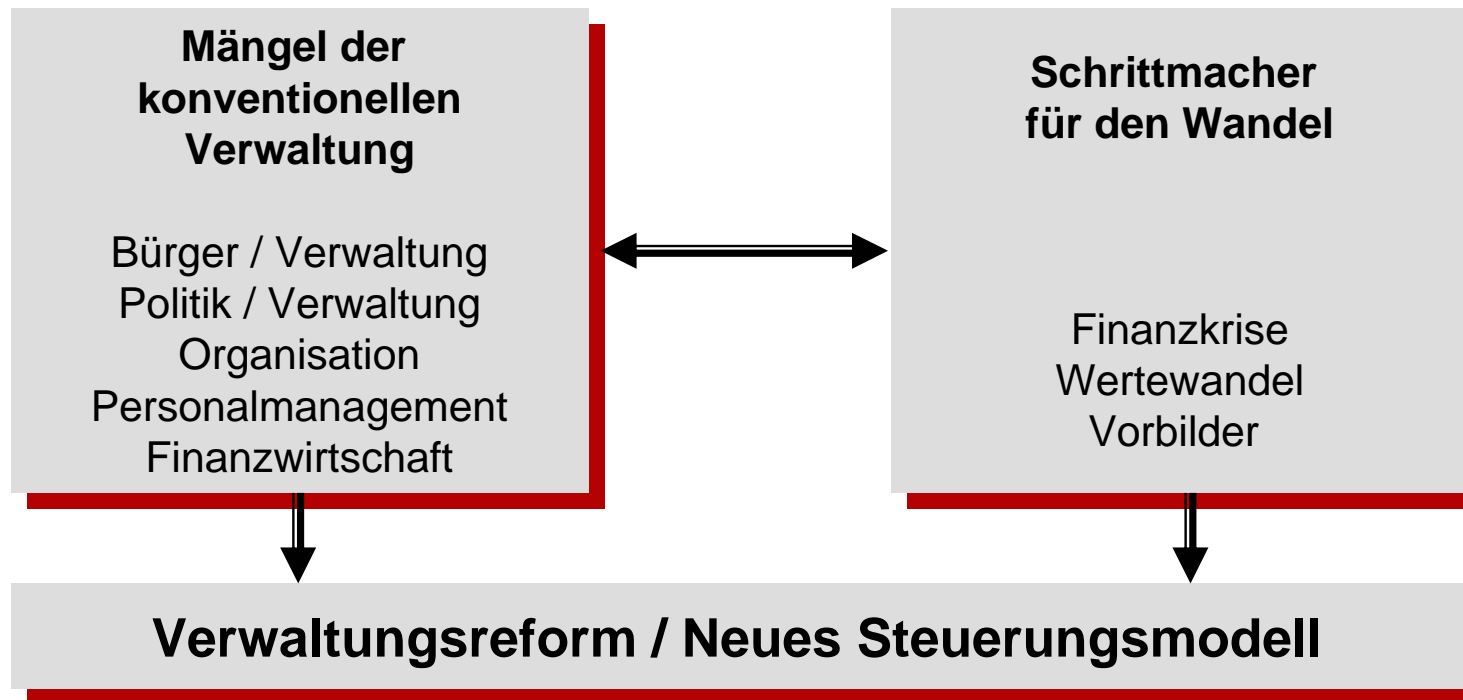 Mängel der
konventionellen
Verwaltung
Bürger / Verwaltung
Politik / Verwaltung
Organisation
Personalmanagement
Finanzwirtschaft
Schrittmacher
für den Wandel
Finanzkrise
Wertewandel
Vorbilder
Verwaltungsreform / Neues Steuerungsmodell